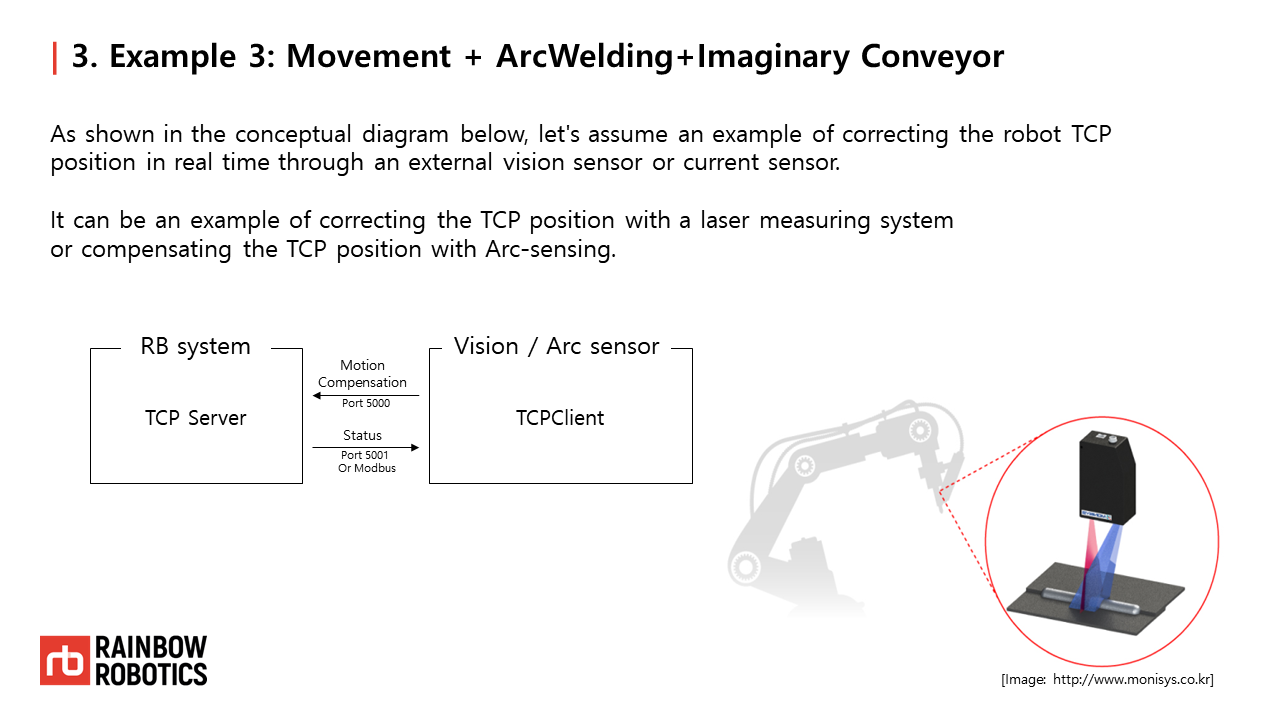 3. Example 3: Movement + ArcWelding+Imaginary Conveyor
As shown in the conceptual diagram below, let's assume an example of correcting the robot TCP
position in real time through an external vision sensor or current sensor.
It can be an example of correcting the TCP position with a laser measuring system
or compensating the TCP position with Arc-sensing.
RB system
TCP Server
Motion
Compensation
Port 5000
Status
Port 5001
Or Modbus
Vision / Arc sensor
TCPClient
rb
RAINBOW
ROBOTICS
[Image: http://www.monisys.co.kr]